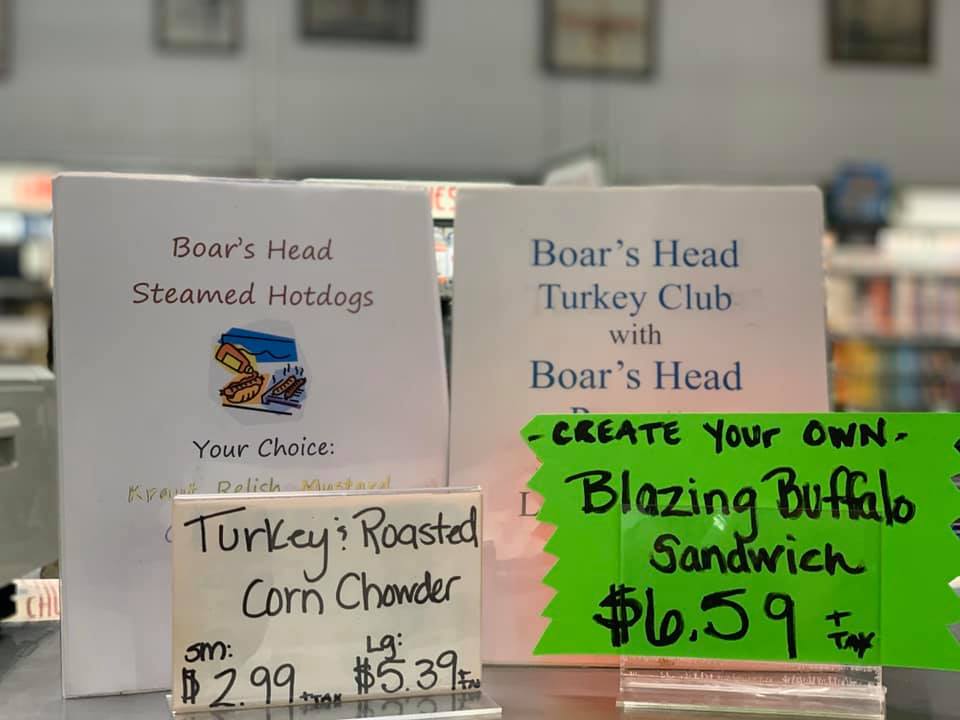 Boar's Head
Steamed Hotdogs
Your Choice:
Kraut Relish Mustard
Boar's Head
Turkey Club
with
Boar's Head
Turkey & Roasted
Corn Chowder
Sm: Lg:
$2.99 + TAX $5.39 + TAX
- CREATE Your OWN -
Blazing Buffalo
Sandwich
$6.59 + TAX